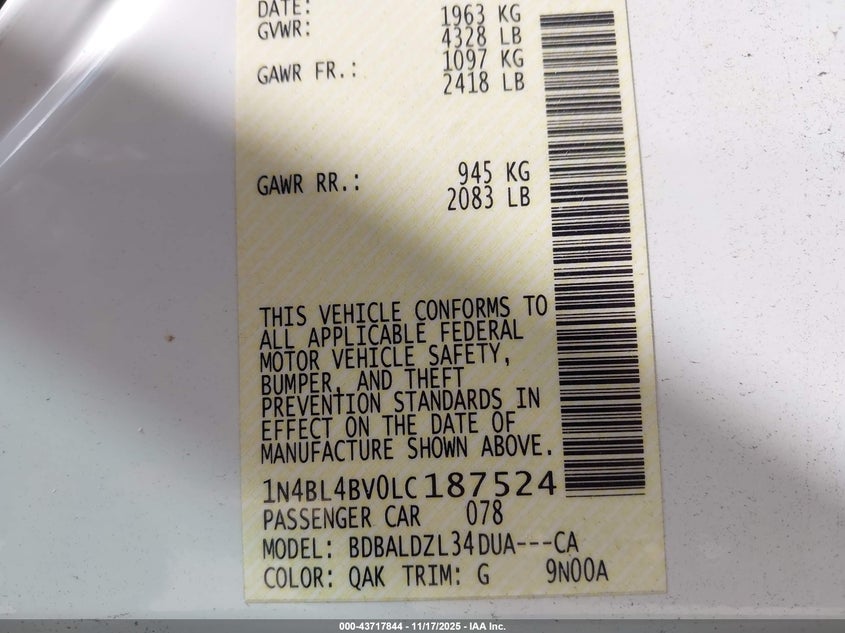 DATE: 1963 KG
GVWR: 4328 LB
GAWR FR.: 1097 KG
2418 LB
GAWR RR.: 945 KG
2083 LB
THIS VEHICLE CONFORMS TO
ALL APPLICABLE FEDERAL
MOTOR VEHICLE SAFETY,
BUMPER, AND THEFT
PREVENTION STANDARDS IN
EFFECT ON THE DATE OF
MANUFACTURE SHOWN ABOVE.
1N4BL4BV0LC187524
PASSENGER CAR 078
MODEL: BDBALDZL34DUA---CA
COLOR: QAK TRIM: G 9N00A
000-43717844 - 11/17/2025 - IAA Inc.